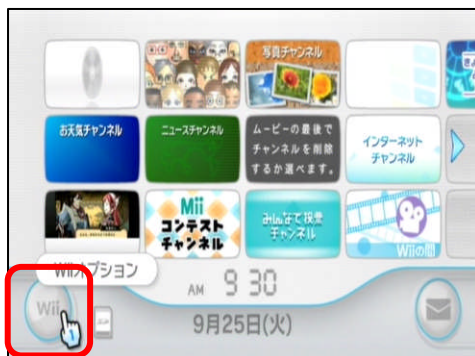 写真チャンネル
お天気チャンネル
ニュースチャンネル
ムービーの最後で
チャンネルを削除
するか選べます。
インターネット
チャンネル
Mii
コンテスト
チャンネル
みんなで投票
チャンネル
Wiiの間
Wiiオプション
Wii
1
AM 9 30
9月25日(火)